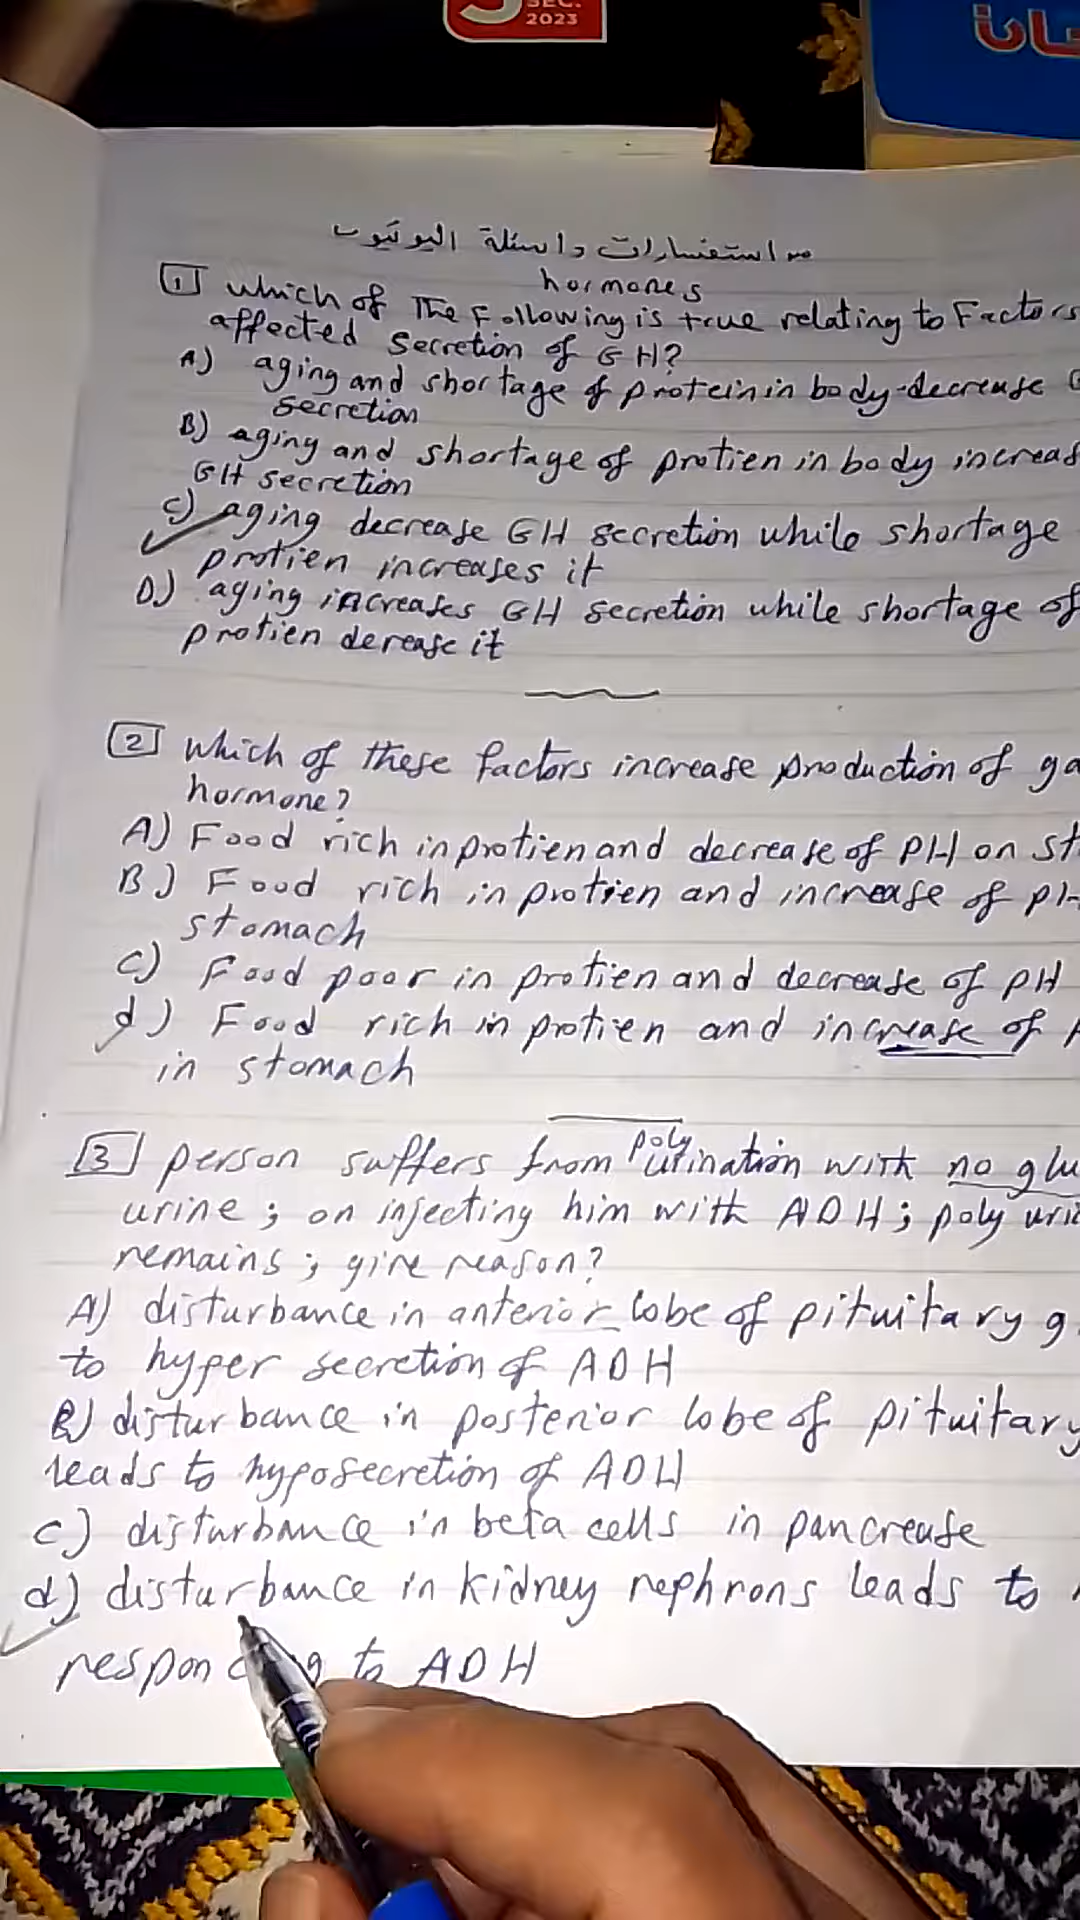 SEC.
2023
من استفسارات واسئلة اليوتيوب
hormones
1 which of The Following is true relating to Factors
affected secretion of GH?
A) aging and shortage of protein in body decrease
secretion
B) aging and shortage of protien in body increas
GH secretion
C) aging decrease GH secretion while shortage
protien increases it
D) aging increases GH secretion while shortage of
protien derease it
2 which of these factors increase production of ga
hormone?
A) Food rich in protien and decrease of PH on st
B) Food rich in protien and increase of pH
stomach
C) Food poor in protien and decrease of PH
d) Food rich in protien and increase of
in stomach
3 person suffers from poly urination with no glu
urine; on injecting him with ADH; poly uri
remains; give reason?
A) disturbance in anterior lobe of pituitary g
to hyper secretion of ADH
B) disturbance in posterior lobe of pituitary
leads to hyposecretion of ADH
C) disturbance in beta cells in pancrease
d) disturbance in kidney nephrons leads to
responding to ADH